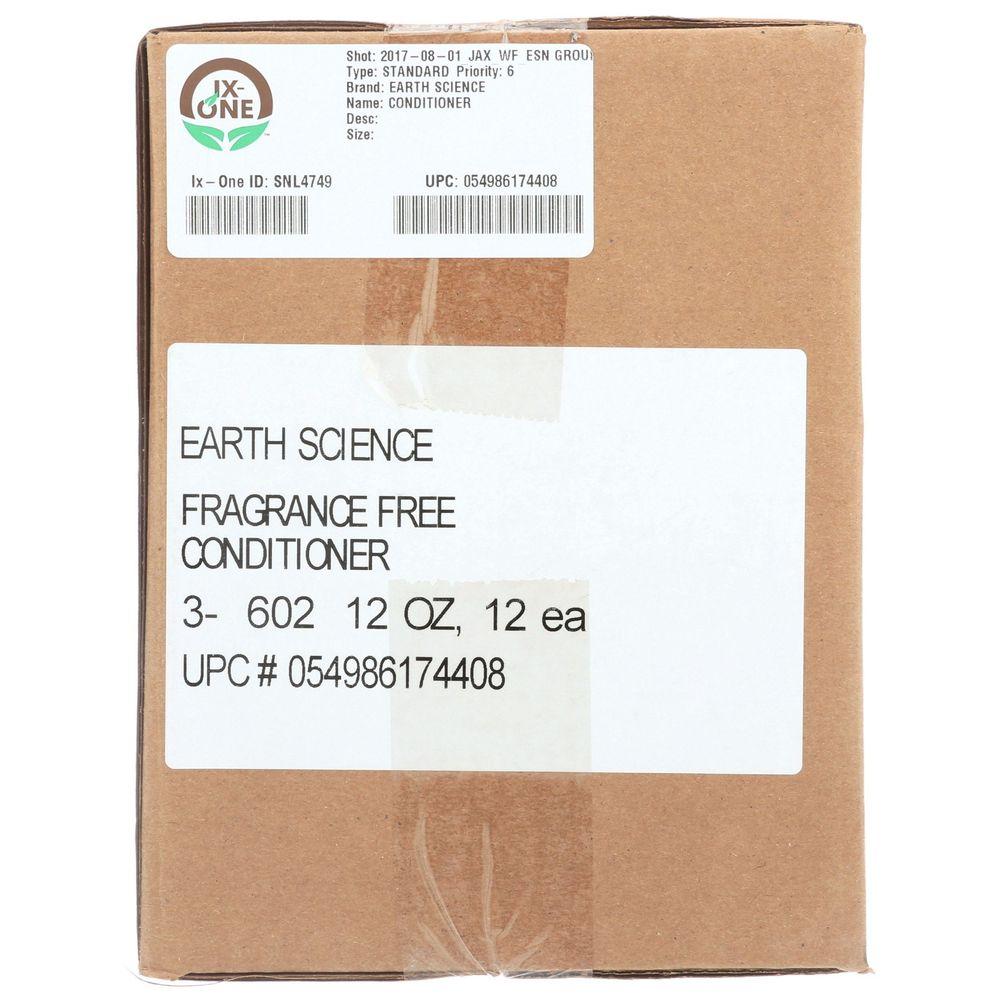 IX-
ONE
Shot: 2017-08-01 JAX WF ESN GROU
Type: STANDARD Priority: 6
Brand: EARTH SCIENCE
Name: CONDITIONER
Desc:
Size:
Ix-One ID: SNL4749
UPC: 054986174408
EARTH SCIENCE
FRAGRANCE FREE
CONDITIONER
3- 602 12 OZ, 12 ea
UPC # 054986174408